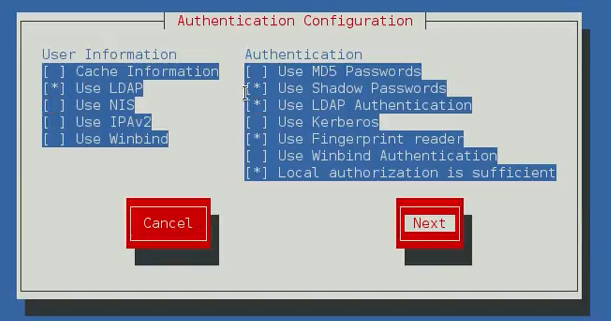 Authentication Configuration
User Information
[ ] Cache Information
[*] Use LDAP
[ ] Use NIS
[ ] Use IPAv2
[ ] Use Winbind
Authentication
[ ] Use MD5 Passwords
[*] Use Shadow Passwords
[*] Use LDAP Authentication
[ ] Use Kerberos
[*] Use Fingerprint reader
[ ] Use Winbind Authentication
[*] Local authorization is sufficient
Cancel
Next